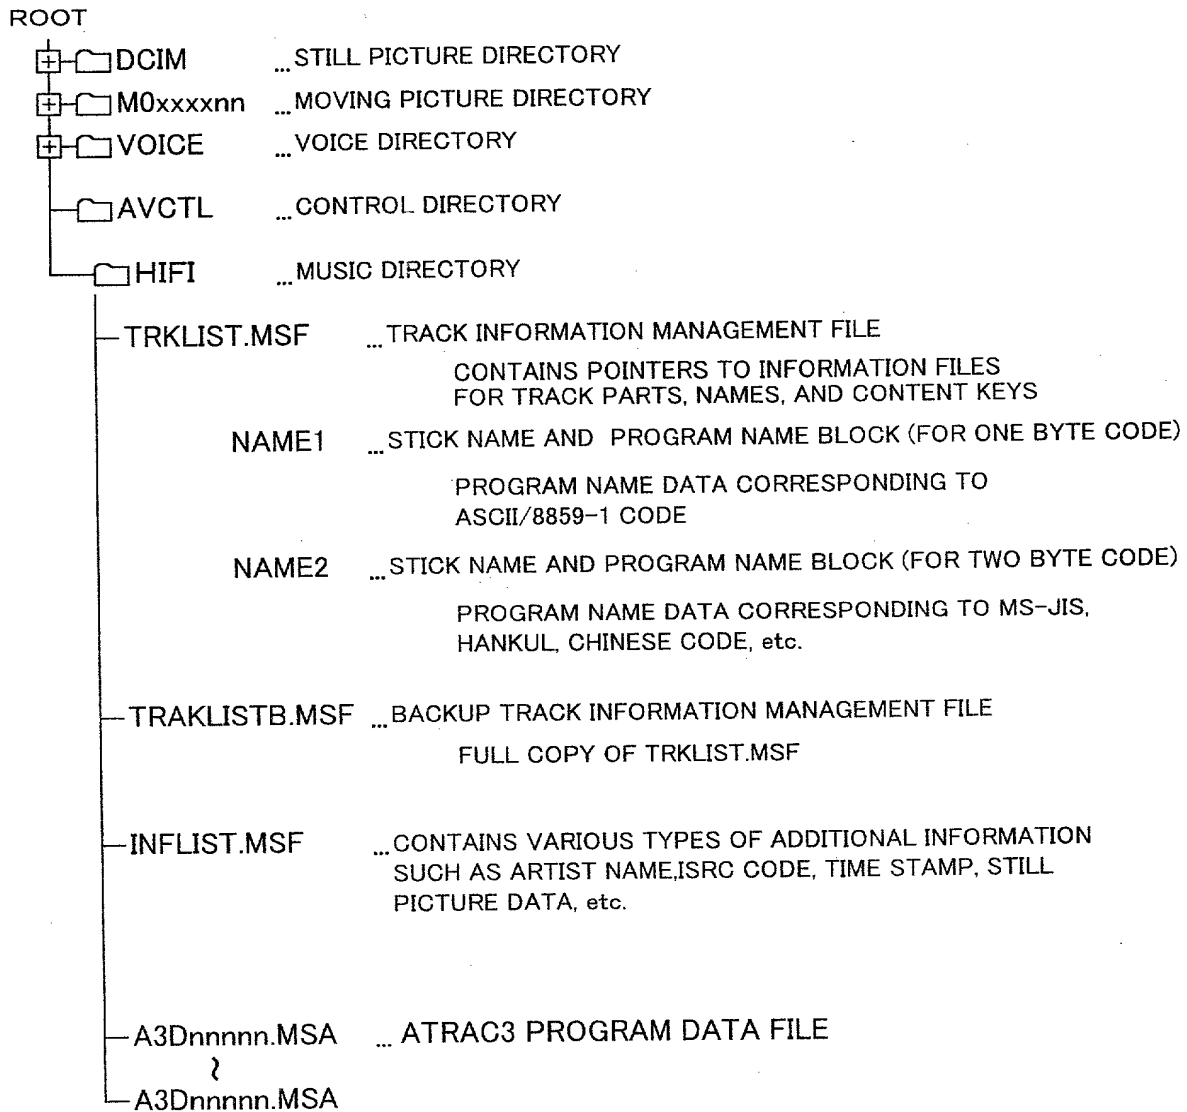 ROOT
DCIM ...STILL PICTURE DIRECTORY
M0xxxxnn ...MOVING PICTURE DIRECTORY
VOICE ...VOICE DIRECTORY
AVCTL ...CONTROL DIRECTORY
HIFI ...MUSIC DIRECTORY
TRKLIST.MSF ...TRACK INFORMATION MANAGEMENT FILE
CONTAINS POINTERS TO INFORMATION FILES
FOR TRACK PARTS, NAMES, AND CONTENT KEYS
NAME1 ...STICK NAME AND PROGRAM NAME BLOCK (FOR ONE BYTE CODE)
PROGRAM NAME DATA CORRESPONDING TO
ASCII/8859-1 CODE
NAME2 ...STICK NAME AND PROGRAM NAME BLOCK (FOR TWO BYTE CODE)
PROGRAM NAME DATA CORRESPONDING TO MS-JIS,
HANKUL, CHINESE CODE, etc.
TRAKLISTB.MSF ...BACKUP TRACK INFORMATION MANAGEMENT FILE
FULL COPY OF TRKLIST.MSF
INFLIST.MSF ...CONTAINS VARIOUS TYPES OF ADDITIONAL INFORMATION
SUCH AS ARTIST NAME,ISRC CODE, TIME STAMP, STILL
PICTURE DATA, etc.
A3Dnnnnn.MSA ... ATRAC3 PROGRAM DATA FILE
~
A3Dnnnnn.MSA